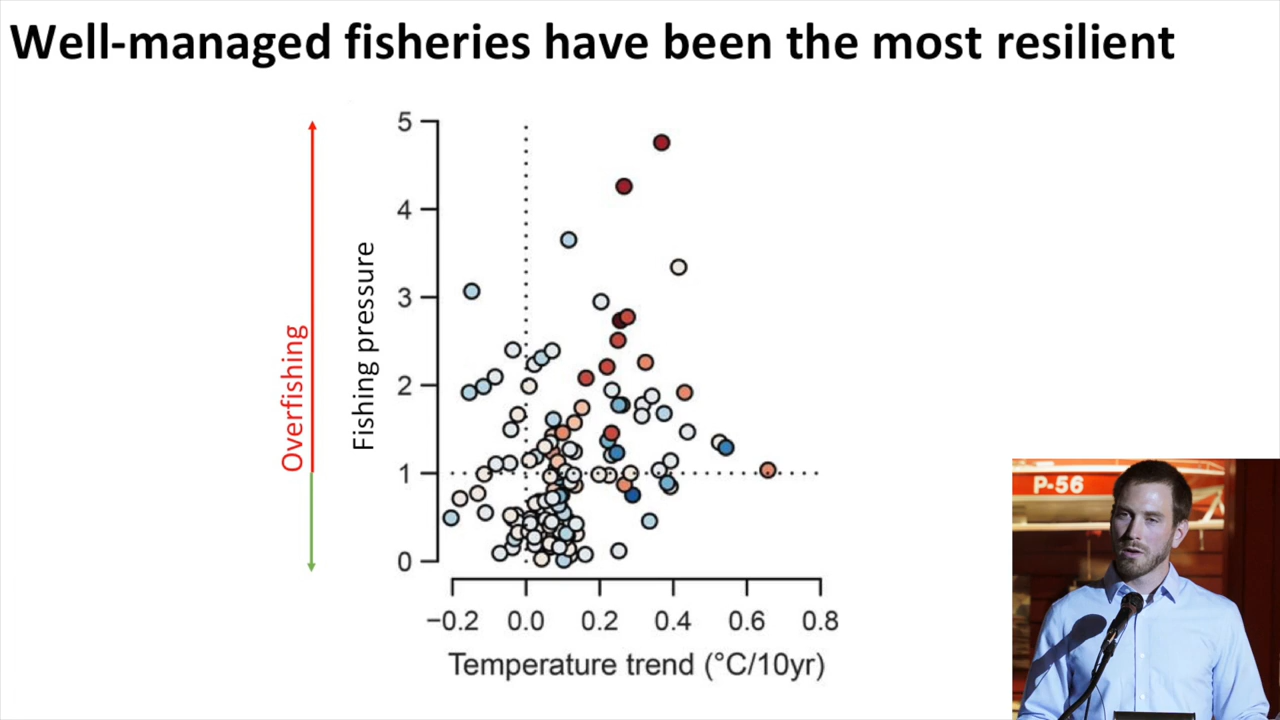 Well-managed fisheries have been the most resilient
Overfishing
Fishing pressure
5
4
3
2
1
0
−0.2 0.0 0.2 0.4 0.6 0.8
Temperature trend (°C/10yr)
P-56